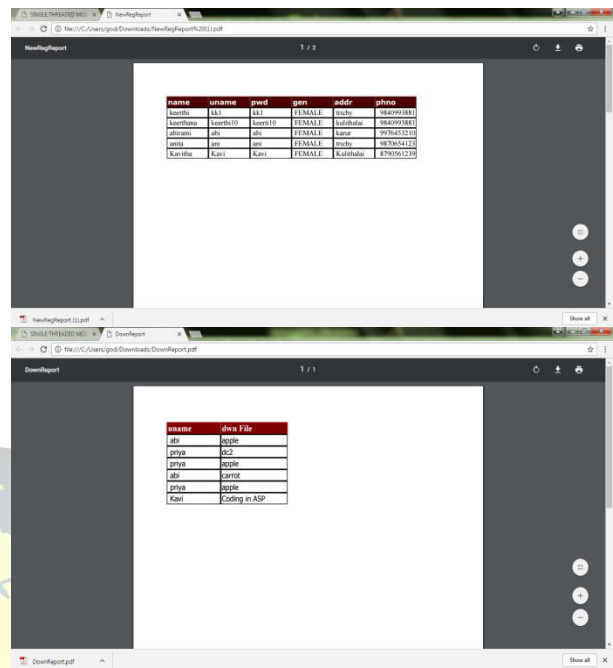 SINGLE THREADED MO × NewRegReport ×
file:///C:/Users/god/Downloads/NewRegReport%20(1).pdf
NewRegReport 1 / 2
name uname pwd gen addr phno
keerthi kk1 kk1 FEMALE trichy 9840993881
keerthana keerthi10 keerti10 FEMALE kulithalai 9840993881
abirami abi abi FEMALE karur 9976453210
anita ani ani FEMALE trichy 9870654123
Kavitha Kavi Kavi FEMALE Kulithalai 8790561239
NewRegReport (1).pdf Show all
SINGLE THREADED MO × DownReport ×
file:///C:/Users/god/Downloads/DownReport.pdf
DownReport 1 / 1
uname dwn File
abi apple
priya dc2
priya apple
abi carrot
priya apple
Kavi Coding in ASP
DownReport.pdf Show all